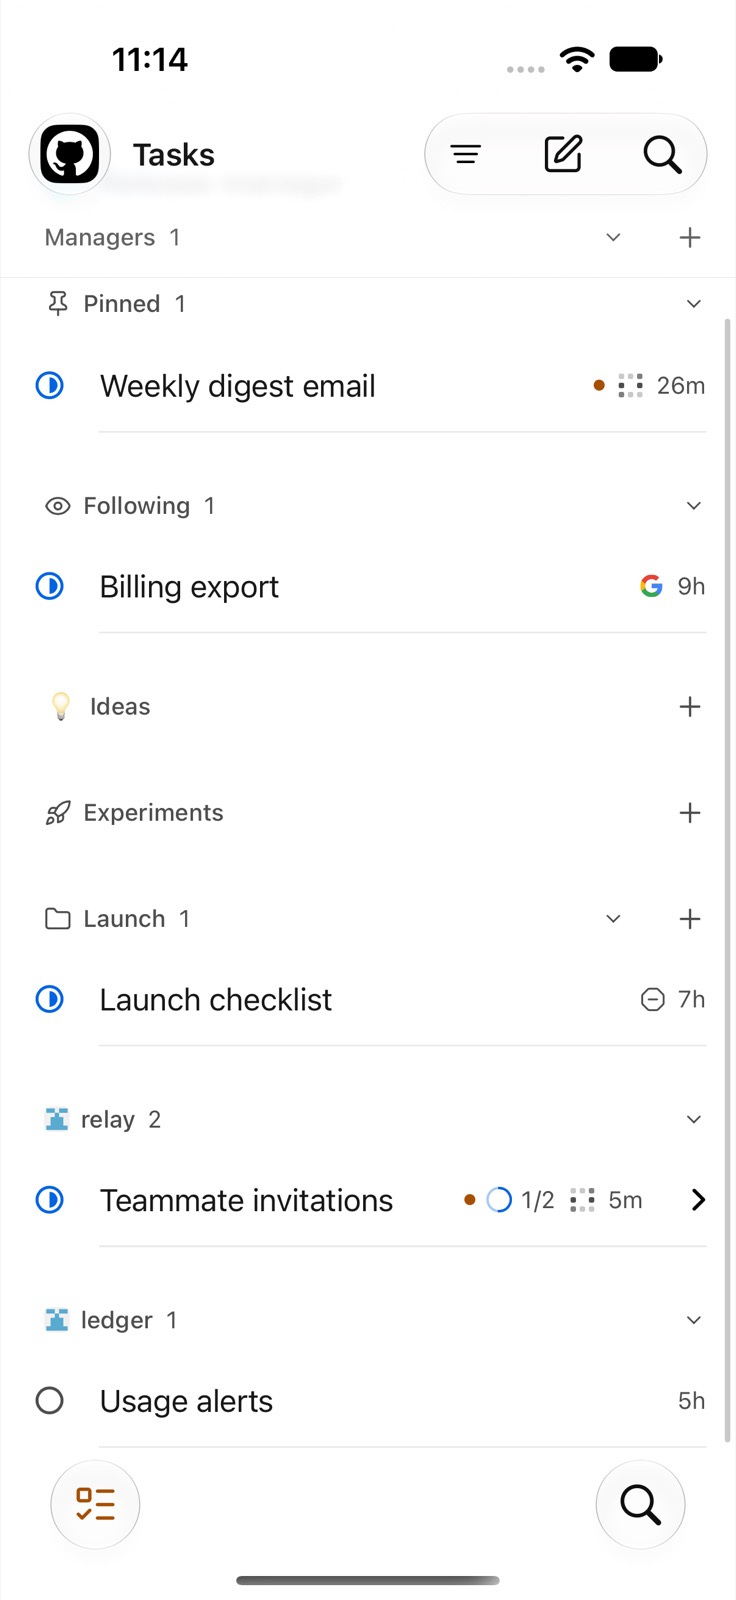 11:14
Tasks
Managers 1
Pinned 1
Weekly digest email 26m
Following 1
Billing export 9h
Ideas
Experiments
Launch 1
Launch checklist 7h
relay 2
Teammate invitations 1/2 5m
ledger 1
Usage alerts 5h